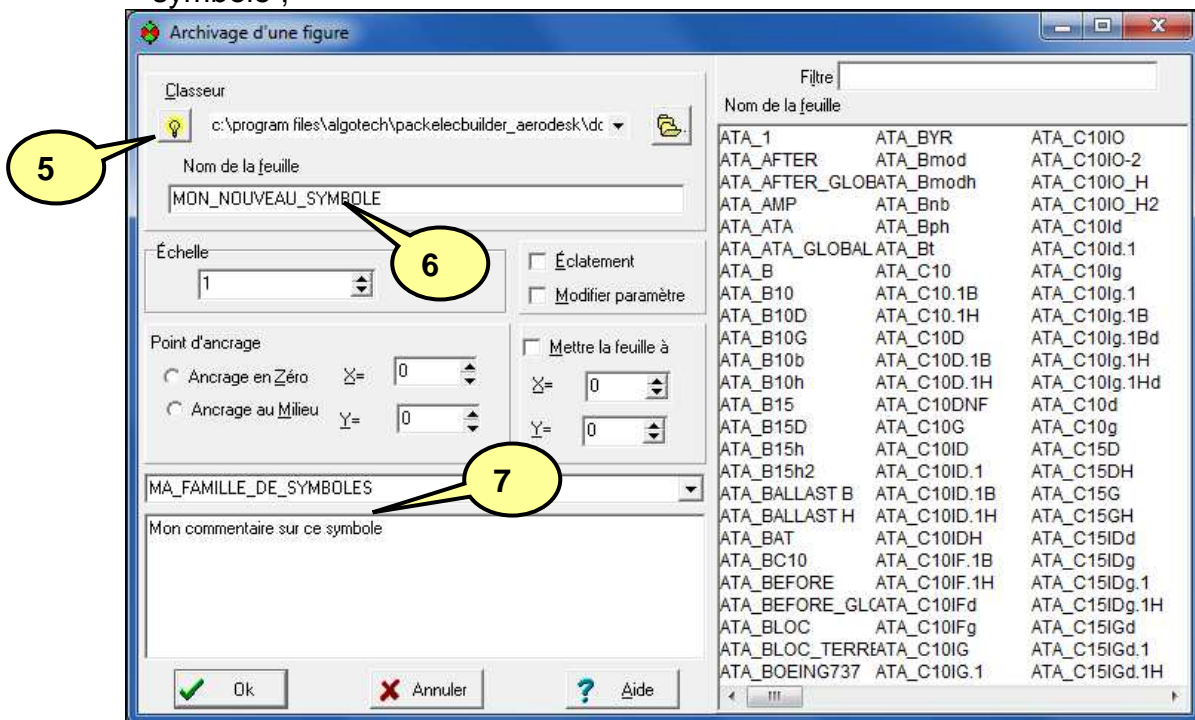 symbole ;
Archivage d'une figure
Classeur
5
c:\program files\algotech\packelecbuilder_aerodesk\dc
Nom de la feuille
MON_NOUVEAU_SYMBOLE
6
Échelle
1
Éclatement
Modifier paramètre
Point d'ancrage
Ancrage en Zéro X= 0
Ancrage au Milieu Y= 0
Mettre la feuille à
X= 0
Y= 0
MA_FAMILLE_DE_SYMBOLES
7
Mon commentaire sur ce symbole
Ok Annuler Aide
Filtre
Nom de la feuille
ATA_1 ATA_BYR ATA_C10IO
ATA_AFTER ATA_Bmod ATA_C10IO-2
ATA_AFTER_GLOB ATA_Bmodh ATA_C10IO_H
ATA_AMP ATA_Bnb ATA_C10IO_H2
ATA_ATA ATA_Bph ATA_C10Id
ATA_ATA_GLOBAL ATA_Bt ATA_C10Id.1
ATA_B ATA_C10 ATA_C10Ig
ATA_B10 ATA_C10.1B ATA_C10Ig.1
ATA_B10D ATA_C10.1H ATA_C10Ig.1B
ATA_B10G ATA_C10D ATA_C10Ig.1Bd
ATA_B10b ATA_C10D.1B ATA_C10Ig.1H
ATA_B10h ATA_C10D.1H ATA_C10Ig.1Hd
ATA_B15 ATA_C10DNF ATA_C10d
ATA_B15D ATA_C10G ATA_C10g
ATA_B15h ATA_C10ID ATA_C15D
ATA_B15h2 ATA_C10ID.1 ATA_C15DH
ATA_BALLAST B ATA_C10ID.1B ATA_C15G
ATA_BALLAST H ATA_C10ID.1H ATA_C15GH
ATA_BAT ATA_C10IDH ATA_C15IDd
ATA_BC10 ATA_C10IF.1B ATA_C15IDg
ATA_BEFORE ATA_C10IF.1H ATA_C15IDg.1
ATA_BEFORE_GL ATA_C10IFd ATA_C15IDg.1H
ATA_BLOC ATA_C10IFg ATA_C15IGd
ATA_BLOC_TERRE ATA_C10IG ATA_C15IGd.1
ATA_BOEING737 ATA_C10IG.1 ATA_C15IGd.1H